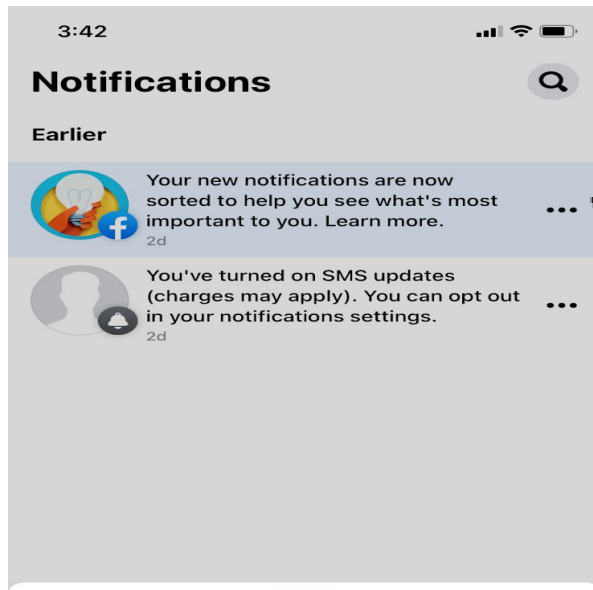 3:42
Notifications
Earlier
Your new notifications are now
sorted to help you see what's most
important to you. Learn more.
2d
You've turned on SMS updates
(charges may apply). You can opt out
in your notifications settings.
2d